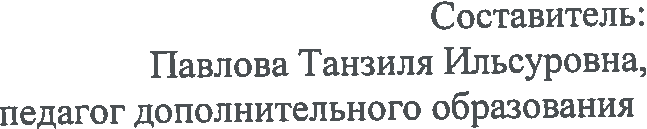 Составитель:
Павлова Танзиля Ильсуровна,
педагог дополнительного образования